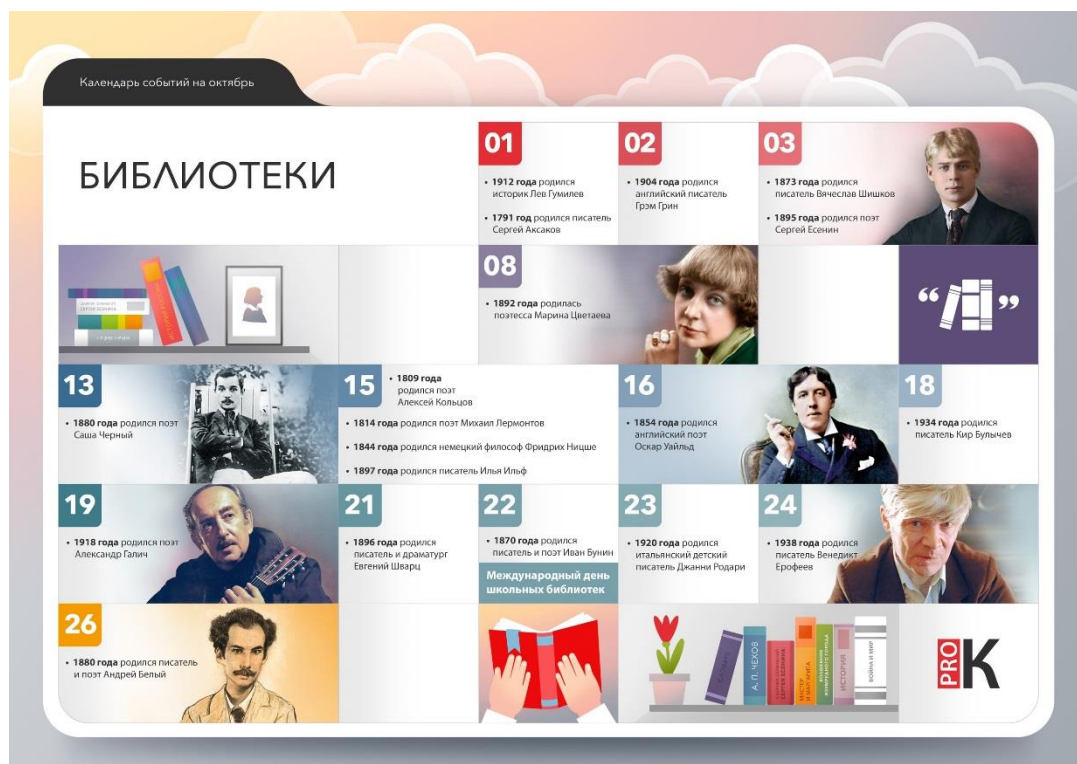 Календарь событий на октябрь
БИБЛИОТЕКИ
01
• 1912 года родился
историк Лев Гумилев
• 1791 год родился писатель
Сергей Аксаков
02
• 1904 года родился
английский писатель
Грэм Грин
03
• 1873 года родился
писатель Вячеслав Шишков
• 1895 года родился поэт
Сергей Есенин
08
• 1892 года родилась
поэтесса Марина Цветаева
“ ”
13
• 1880 года родился поэт
Саша Черный
15
• 1809 года
родился поэт
Алексей Кольцов
• 1814 года родился поэт Михаил Лермонтов
• 1844 года родился немецкий философ Фридрих Ницше
• 1897 года родился писатель Илья Ильф
16
• 1854 года родился
английский поэт
Оскар Уайльд
18
• 1934 года родился
писатель Кир Булычев
19
• 1918 года родился поэт
Александр Галич
21
• 1896 года родился
писатель и драматург
Евгений Шварц
22
• 1870 года родился
писатель и поэт Иван Бунин
Международный день
школьных библиотек
23
• 1920 года родился
итальянский детский
писатель Джанни Родари
24
• 1938 года родился
писатель Венедикт
Ерофеев
26
• 1880 года родился писатель
и поэт Андрей Белый
А. П. ЧЕХОВ
МАСТЕР
И МАРГАРИТА
ИСТОРИЯ
ВОЙНА И МИР
PRO
К